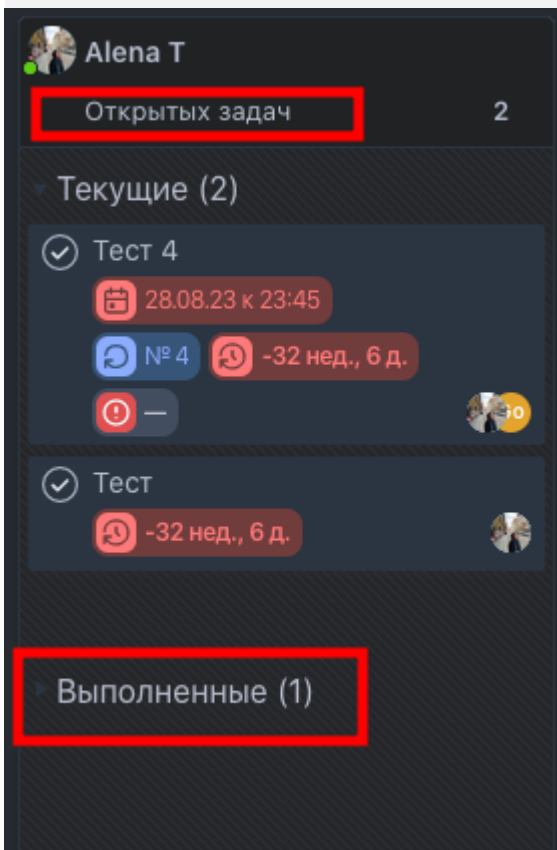 Alena T
Открытых задач 2
Текущие (2)
Тест 4
28.08.23 к 23:45
№ 4 -32 нед., 6 д.
—
Тест
-32 нед., 6 д.
Выполненные (1)